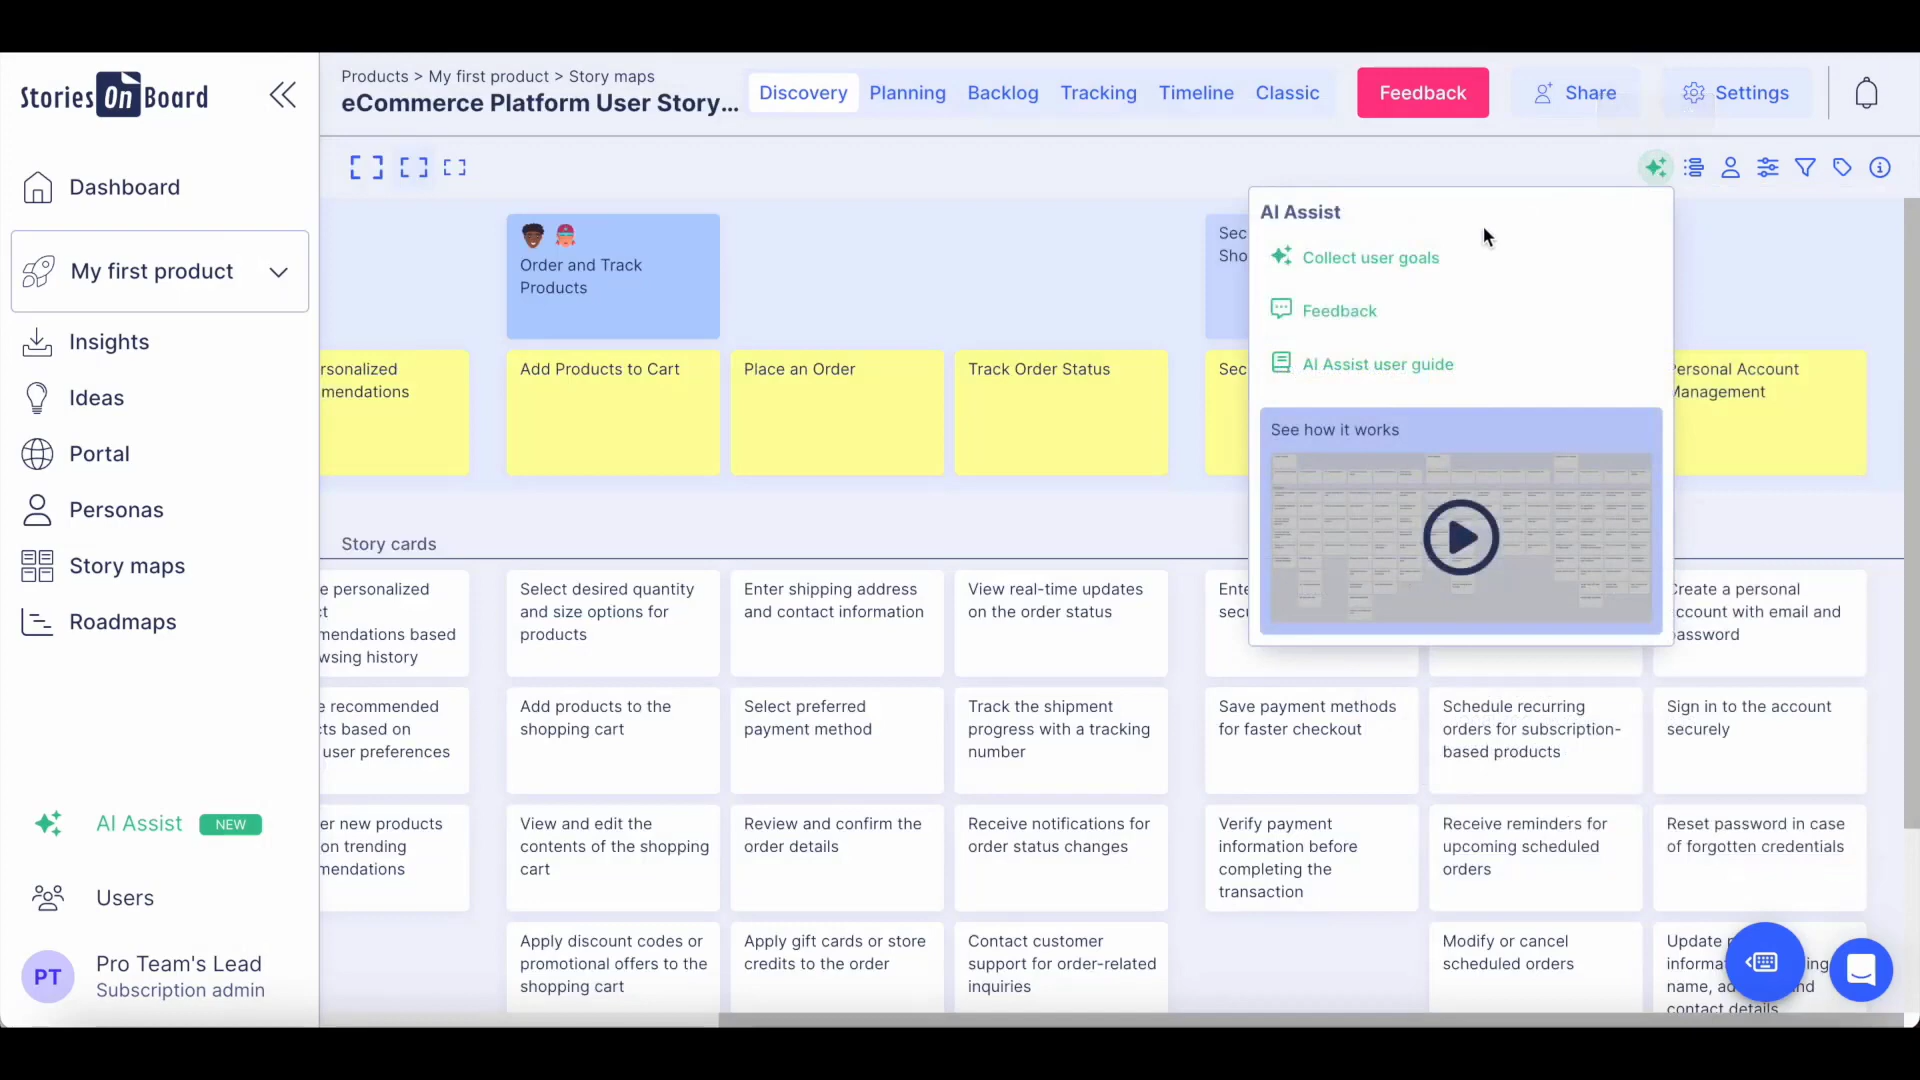 Stories On Board
Products > My first product > Story maps
eCommerce Platform User Story...
Discovery
Planning
Backlog
Tracking
Timeline
Classic
Feedback
Share
Settings
Dashboard
My first product
Insights
Ideas
Portal
Personas
Story maps
Roadmaps
AI Assist
NEW
Users
PT
Pro Team's Lead
Subscription admin
Order and Track
Products
Sec
Sho
AI Assist
Collect user goals
Feedback
AI Assist user guide
See how it works
rsonalized
mendations
Add Products to Cart
Place an Order
Track Order Status
Sec
Personal Account
Management
Story cards
e personalized
ct
mendations based
wsing history
Select desired quantity
and size options for
products
Enter shipping address
and contact information
View real-time updates
on the order status
Ente
secu
Create a personal
account with email and
password
e recommended
cts based on
user preferences
Add products to the
shopping cart
Select preferred
payment method
Track the shipment
progress with a tracking
number
Save payment methods
for faster checkout
Schedule recurring
orders for subscription-
based products
Sign in to the account
securely
er new products
on trending
mendations
View and edit the
contents of the shopping
cart
Review and confirm the
order details
Receive notifications for
order status changes
Verify payment
information before
completing the
transaction
Receive reminders for
upcoming scheduled
orders
Reset password in case
of forgotten credentials
Apply discount codes or
promotional offers to the
shopping cart
Apply gift cards or store
credits to the order
Contact customer
support for order-related
inquiries
Modify or cancel
scheduled orders
Update
informa
name, ad
contact details